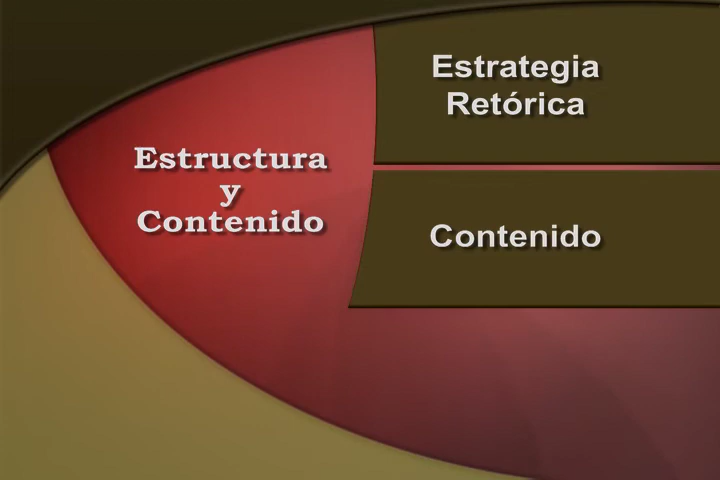 Estructura
y
Contenido
Estrategia
Retórica
Contenido